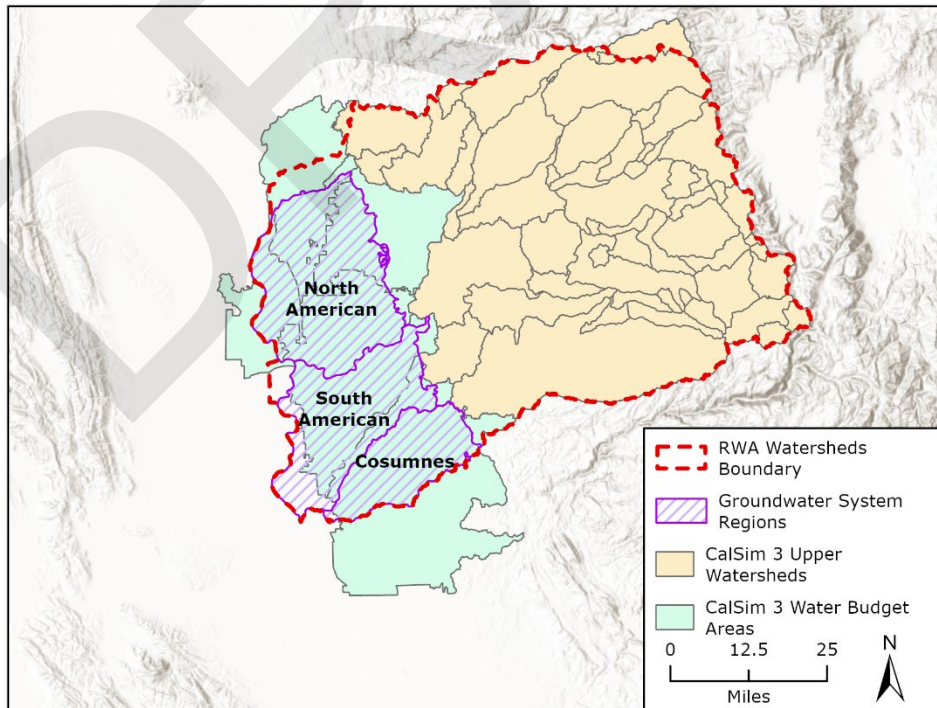 North
American
South
American
Cosumnes
RWA Watersheds
Boundary
Groundwater System
Regions
CalSim 3 Upper
Watersheds
CalSim 3 Water Budget
Areas
0 12.5 25
Miles
N